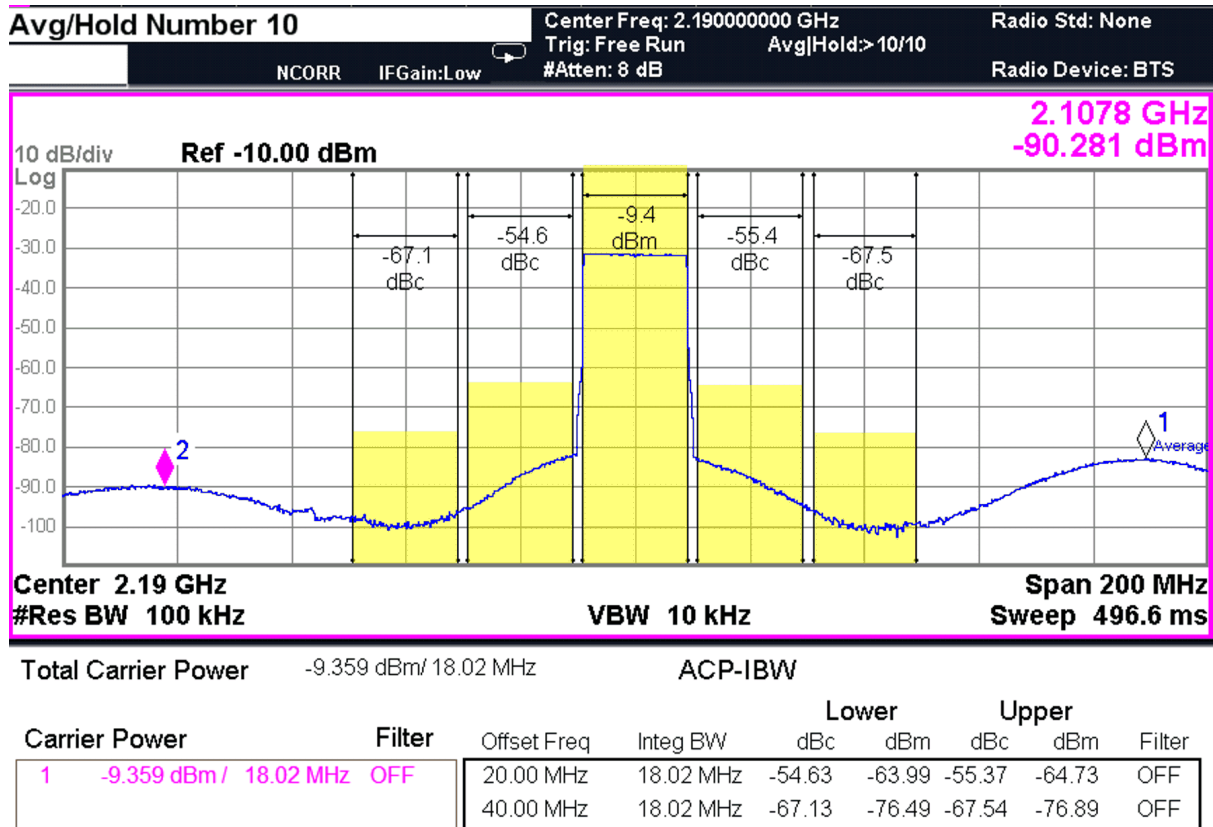 Avg/Hold Number 10
Center Freq: 2.190000000 GHz
Radio Std: None
Trig: Free Run
Avg|Hold:>10/10
NCORR
IFGain:Low
#Atten: 8 dB
Radio Device: BTS
2.1078 GHz
-90.281 dBm
10 dB/div
Ref -10.00 dBm
Log
-20.0
-30.0
-40.0
-50.0
-60.0
-70.0
-80.0
-90.0
-100
-67.1
dBc
-54.6
dBc
-9.4
dBm
-55.4
dBc
-67.5
dBc
2
1
Average
Center 2.19 GHz
Span 200 MHz
#Res BW 100 kHz
VBW 10 kHz
Sweep 496.6 ms
Total Carrier Power -9.359 dBm/ 18.02 MHz ACP-IBW
Lower Upper
Carrier Power Filter
Offset Freq Integ BW dBc dBm dBc dBm Filter
1 -9.359 dBm / 18.02 MHz OFF
20.00 MHz 18.02 MHz -54.63 -63.99 -55.37 -64.73 OFF
40.00 MHz 18.02 MHz -67.13 -76.49 -67.54 -76.89 OFF